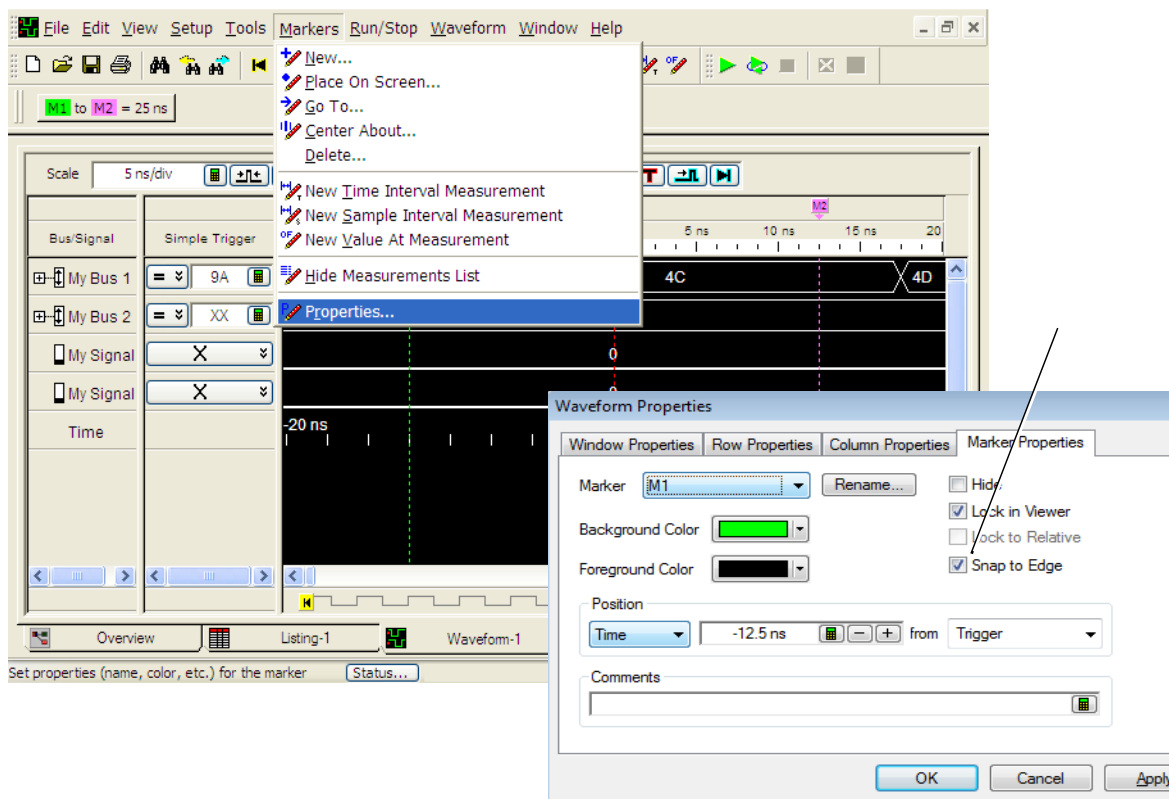 File Edit View Setup Tools Markers Run/Stop Waveform Window Help
New...
Place On Screen...
Go To...
Center About...
Delete...
New Time Interval Measurement
New Sample Interval Measurement
New Value At Measurement
Hide Measurements List
Properties...
M1 to M2 = 25 ns
Scale 5 ns/div
T
M2
Bus/Signal Simple Trigger 5 ns 10 ns 15 ns 20
My Bus 1 = 9A 4C 4D
My Bus 2 = XX
My Signal X 0
My Signal X
Time -20 ns
Overview Listing-1 Waveform-1
Set properties (name, color, etc.) for the marker Status...
Waveform Properties
Window Properties Row Properties Column Properties Marker Properties
Marker M1 Rename... Hide
Lock in Viewer
Background Color
Lock to Relative
Foreground Color Snap to Edge
Position
Time -12.5 ns from Trigger
Comments
OK Cancel Apply